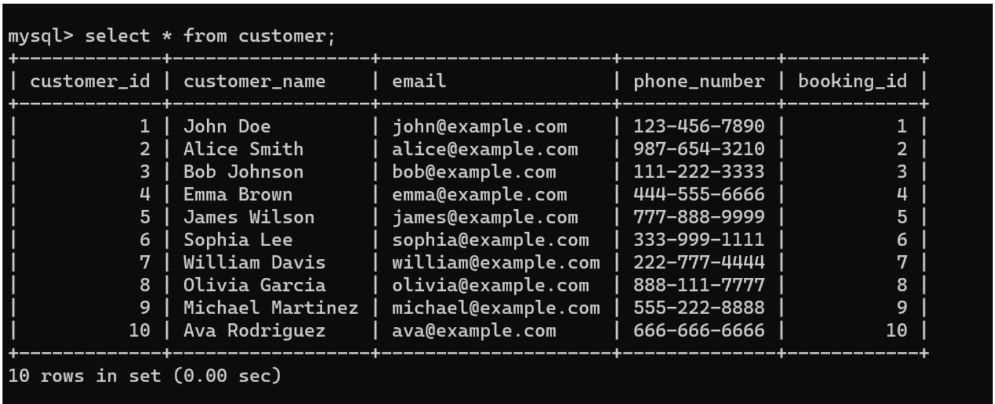 mysql> select * from customer;
+-------------+------------------+---------------------+--------------+------------+
| customer_id | customer_name    | email               | phone_number | booking_id |
+-------------+------------------+---------------------+--------------+------------+
|           1 | John Doe         | john@example.com    | 123-456-7890 |          1 |
|           2 | Alice Smith      | alice@example.com   | 987-654-3210 |          2 |
|           3 | Bob Johnson      | bob@example.com     | 111-222-3333 |          3 |
|           4 | Emma Brown       | emma@example.com    | 444-555-6666 |          4 |
|           5 | James Wilson     | james@example.com   | 777-888-9999 |          5 |
|           6 | Sophia Lee       | sophia@example.com  | 333-999-1111 |          6 |
|           7 | William Davis    | william@example.com | 222-777-4444 |          7 |
|           8 | Olivia Garcia    | olivia@example.com  | 888-111-7777 |          8 |
|           9 | Michael Martinez | michael@example.com | 555-222-8888 |          9 |
|          10 | Ava Rodriguez    | ava@example.com     | 666-666-6666 |         10 |
+-------------+------------------+---------------------+--------------+------------+
10 rows in set (0.00 sec)